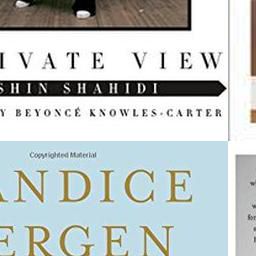 IVATE VIEW
SHIN SHAHIDI
Y BEYONCÉ KNOWLES-CARTER
Copyrighted Material
ANDICE
ERGEN